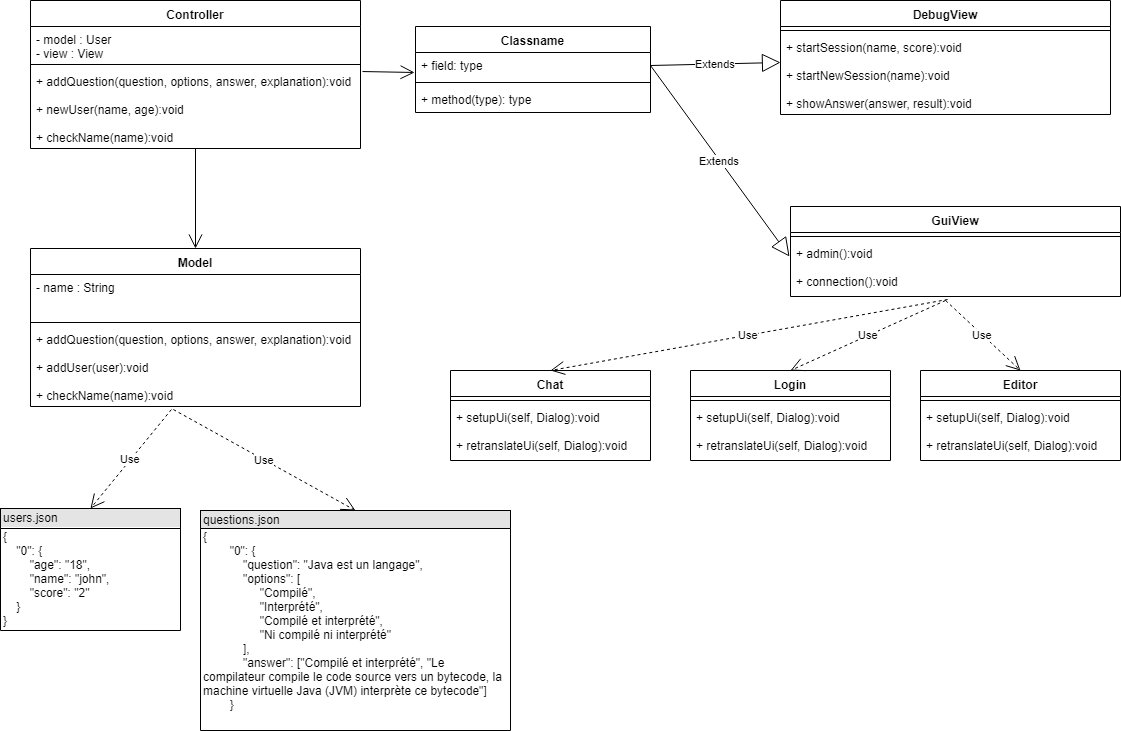 Controller
- model : User
- view : View
+ addQuestion(question, options, answer, explanation):void
+ newUser(name, age):void
+ checkName(name):void
Classname
+ field: type
+ method(type): type
Extends
DebugView
+ startSession(name, score):void
+ startNewSession(name):void
+ showAnswer(answer, result):void
Extends
GuiView
+ admin():void
+ connection():void
Model
- name : String
+ addQuestion(question, options, answer, explanation):void
+ addUser(user):void
+ checkName(name):void
Use
Use
Use
Chat
+ setupUi(self, Dialog):void
+ retranslateUi(self, Dialog):void
Login
+ setupUi(self, Dialog):void
+ retranslateUi(self, Dialog):void
Editor
+ setupUi(self, Dialog):void
+ retranslateUi(self, Dialog):void
Use
Use
users.json
{
"0": {
"age": "18",
"name": "john",
"score": "2"
}
}
questions.json
{
"0": {
"question": "Java est un langage",
"options": [
"Compilé",
"Interprété",
"Compilé et interprété",
"Ni compilé ni interprété"
],
"answer": ["Compilé et interprété", "Le
compilateur compile le code source vers un bytecode, la
machine virtuelle Java (JVM) interprète ce bytecode"]
}